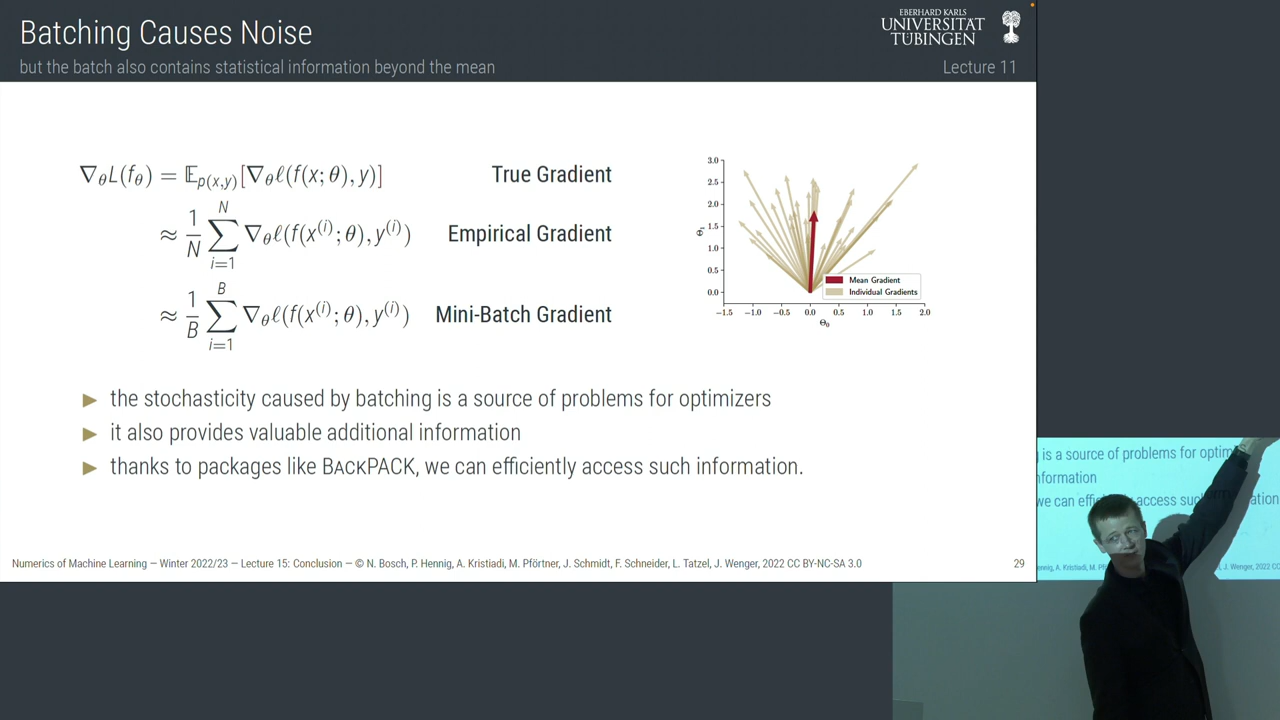 Batching Causes Noise
but the batch also contains statistical information beyond the mean
EBERHARD KARLS
UNIVERSITÄT
TÜBINGEN
Lecture 11
∇θL(fθ) = 𝔼p(x,y)[∇θℓ(f(x; θ), y)] True Gradient
≈ 1/N ∑_{i=1}^{N} ∇θℓ(f(x^(i); θ), y^(i)) Empirical Gradient
≈ 1/B ∑_{i=1}^{B} ∇θℓ(f(x^(i); θ), y^(i)) Mini-Batch Gradient
3.0
2.5
2.0
1.5
1.0
0.5
0.0
Θ₁
Mean Gradient
Individual Gradients
−1.5 −1.0 −0.5 0.0 0.5 1.0 1.5 2.0
Θ₀
▶ the stochasticity caused by batching is a source of problems for optimizers
▶ it also provides valuable additional information
▶ thanks to packages like BACKPACK, we can efficiently access such information.
Numerics of Machine Learning — Winter 2022/23 — Lecture 15: Conclusion — © N. Bosch, P. Hennig, A. Kristiadi, M. Pförtner, J. Schmidt, F. Schneider, L. Tatzel, J. Wenger, 2022 CC BY-NC-SA 3.0
29
is a source of problems for optim
nformation
we can access suc
J. Wenger, 2022 CC